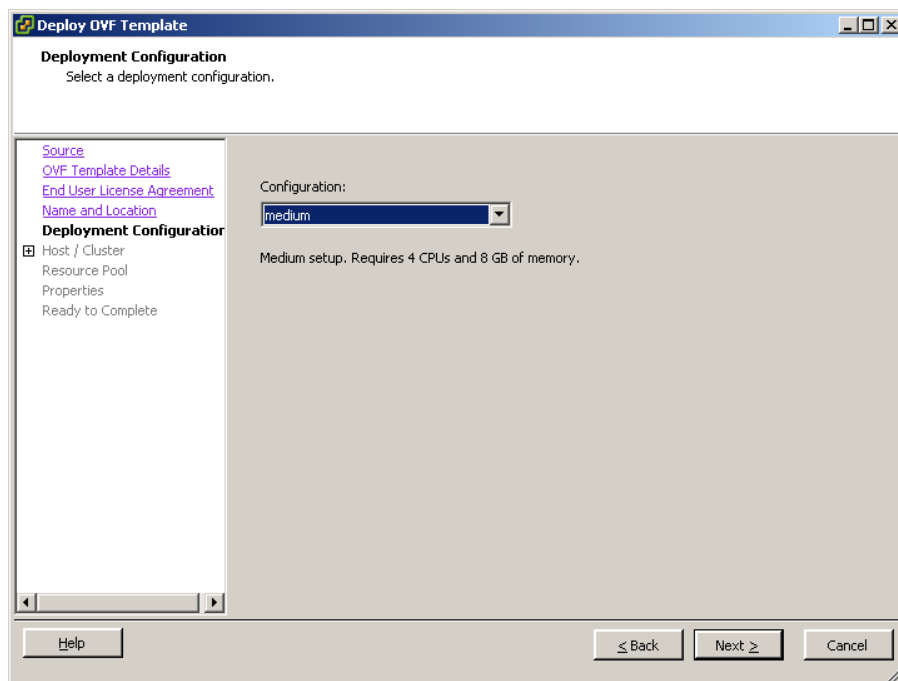 Deploy OVF Template
Deployment Configuration
Select a deployment configuration.
Source
OVF Template Details
End User License Agreement
Name and Location
Deployment Configuration
Host / Cluster
Resource Pool
Properties
Ready to Complete
Configuration:
medium
Medium setup. Requires 4 CPUs and 8 GB of memory.
Help
< Back
Next >
Cancel